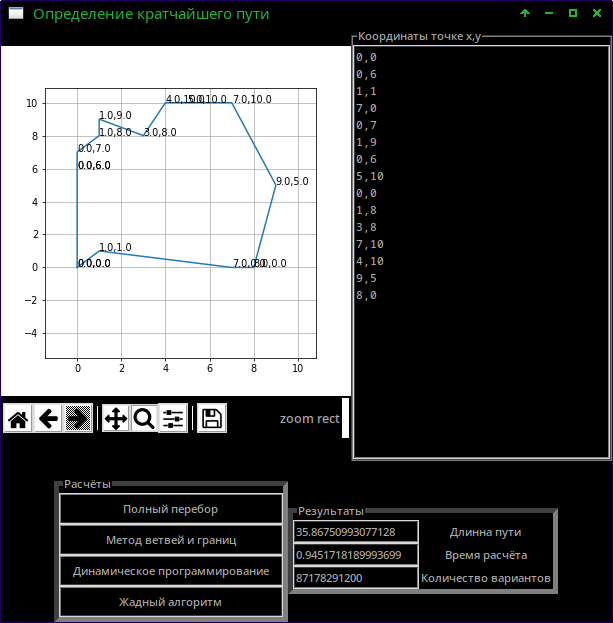 Определение кратчайшего пути
Координаты точке x,y
0,0
0,6
1,1
7,0
0,7
1,9
0,6
5,10
0,0
1,8
3,8
7,10
4,10
9,5
8,0
4.0,10.0 5.0,10.0 7.0,10.0
1.0,9.0
1.0,8.0 3.0,8.0
0.0,7.0
0.0,6.0
9.0,5.0
1.0,1.0
0.0,0.0 7.0,0.0 8.0,0.0
10
8
6
4
2
0
−2
−4
0 2 4 6 8 10
zoom rect
Расчёты
Полный перебор
Метод ветвей и границ
Динамическое программирование
Жадный алгоритм
Результаты
35.86750993077128 Длинна пути
0.9451718189993699 Время расчёта
87178291200 Количество вариантов